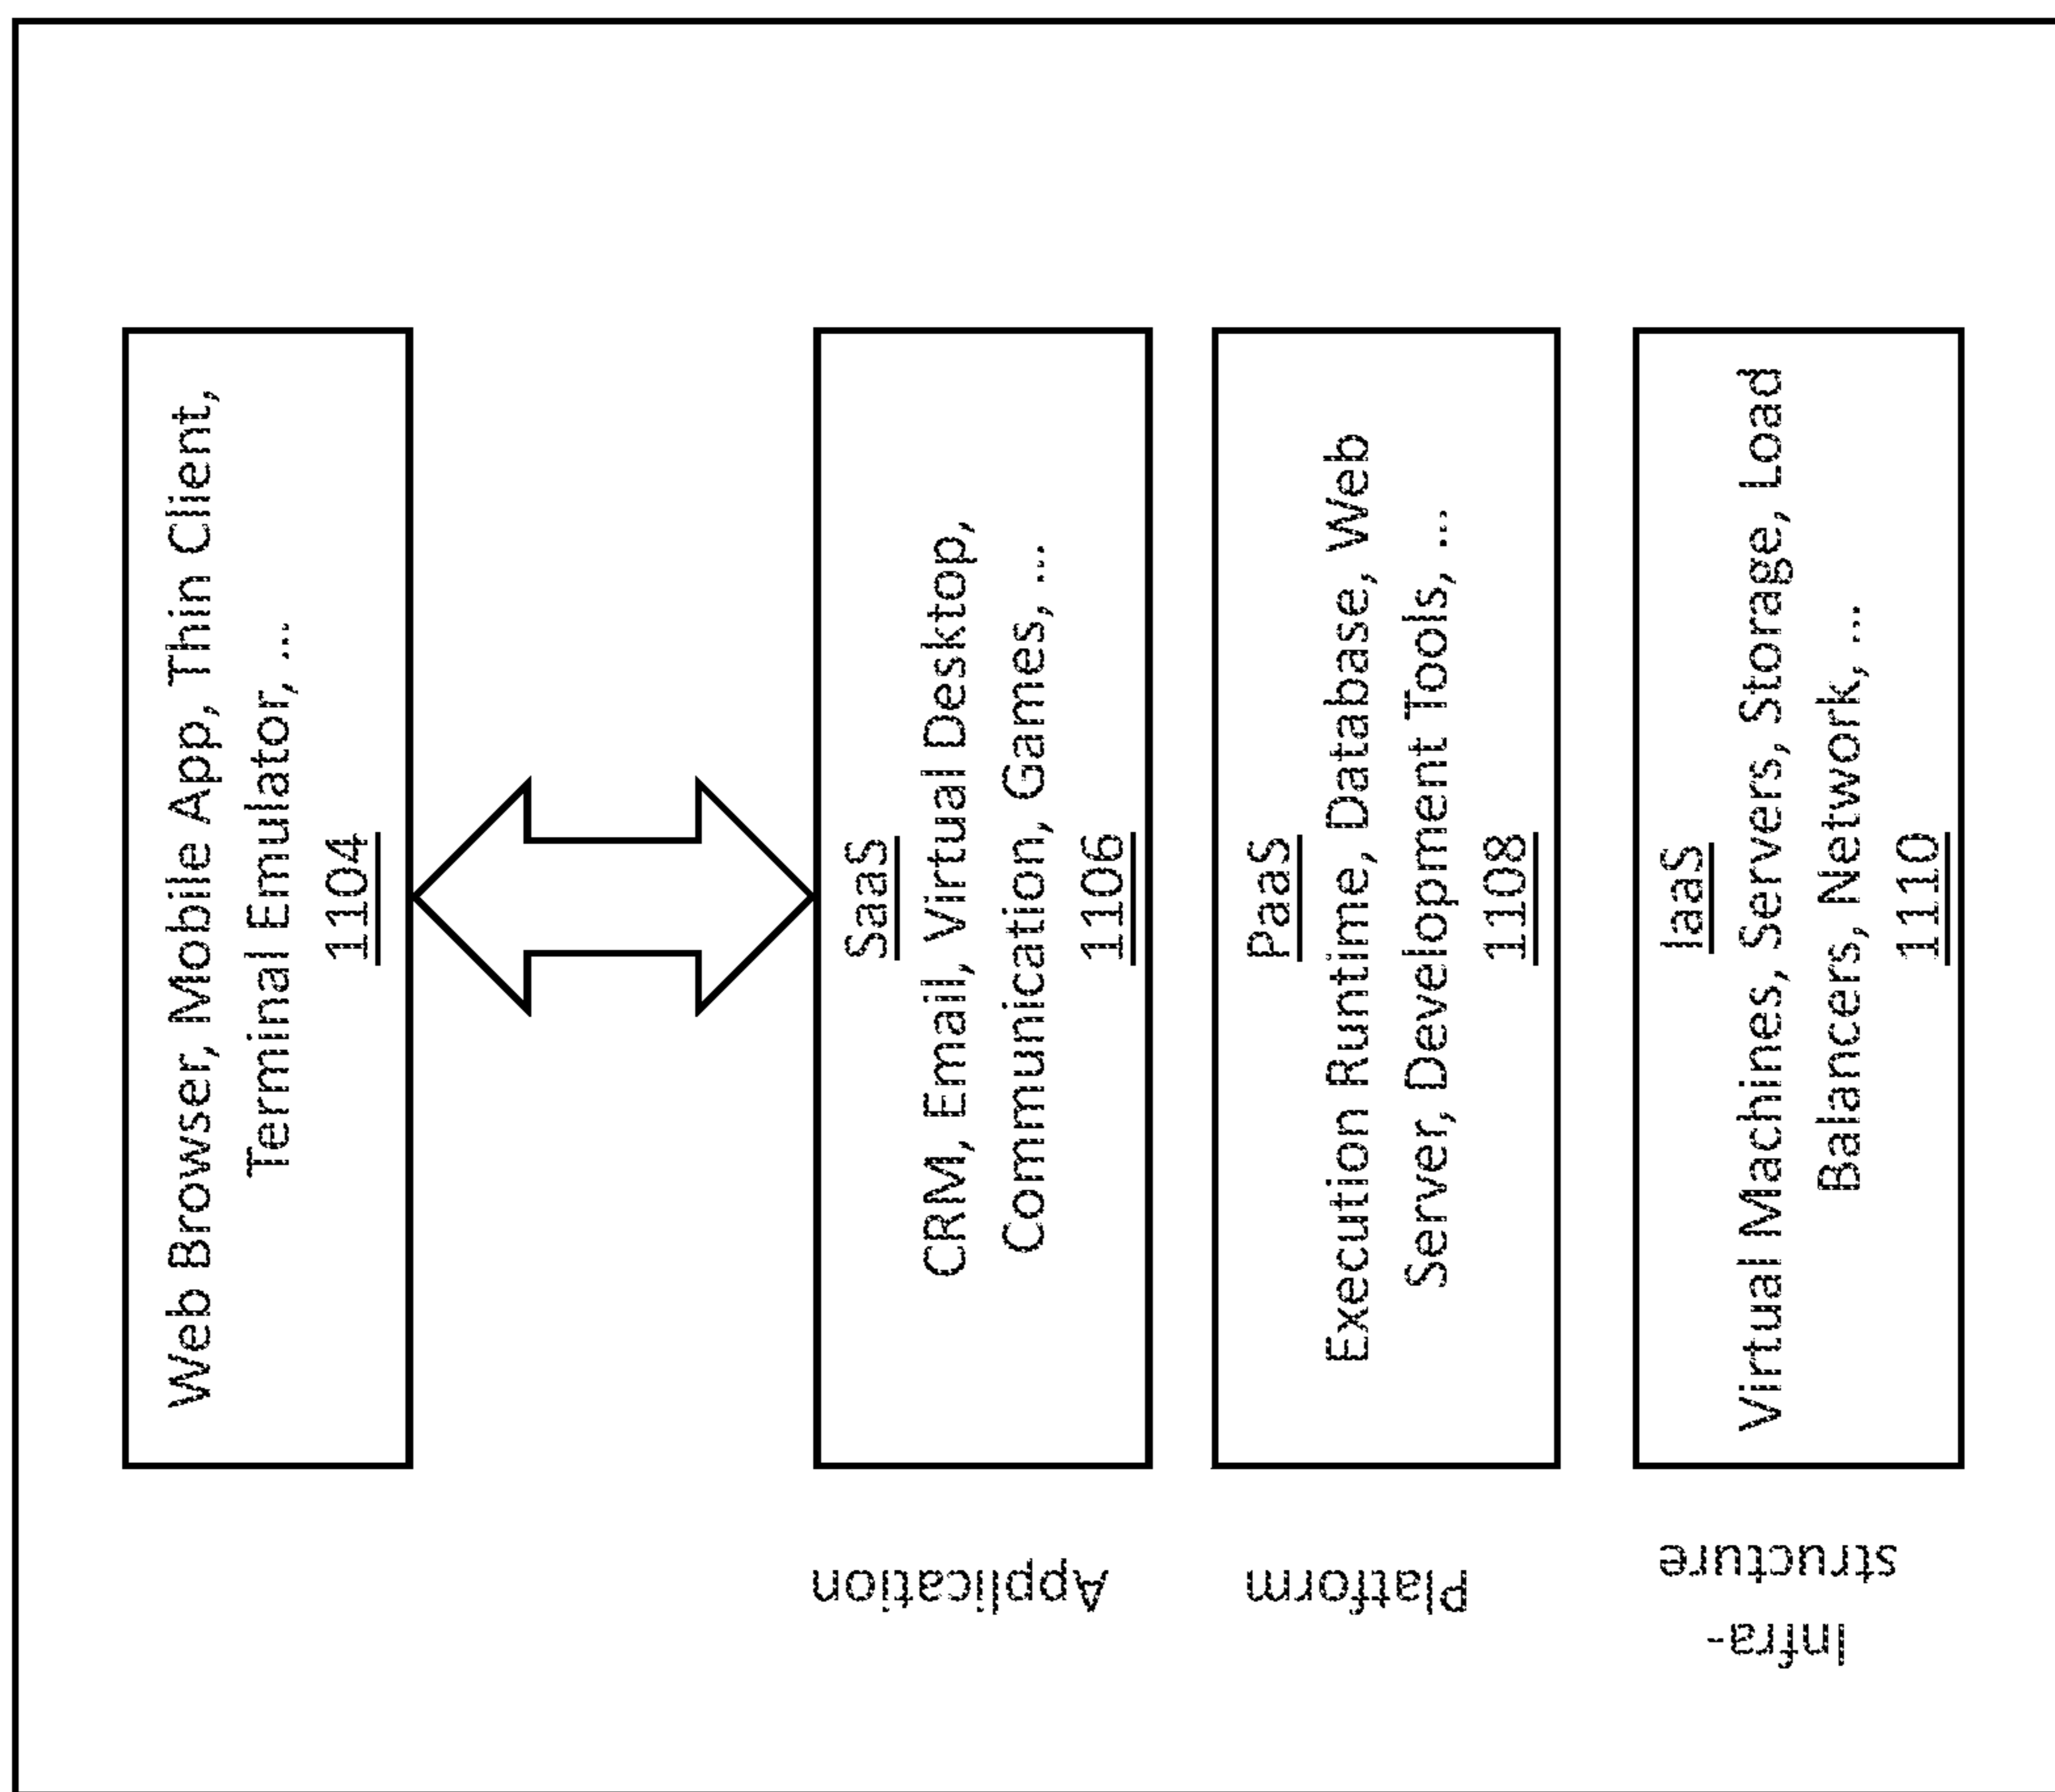 Web Browser, Mobile App, Thin Client,
Terminal Emulator, ...
1104
Application
SaaS
CRM, Email, Virtual Desktop,
Communication, Games, ...
1106
Platform
PaaS
Execution Runtime, Database, Web
Server, Development Tools, ...
1108
Infra-
structure
IaaS
Virtual Machines, Servers, Storage, Load
Balancers, Network, ...
1110